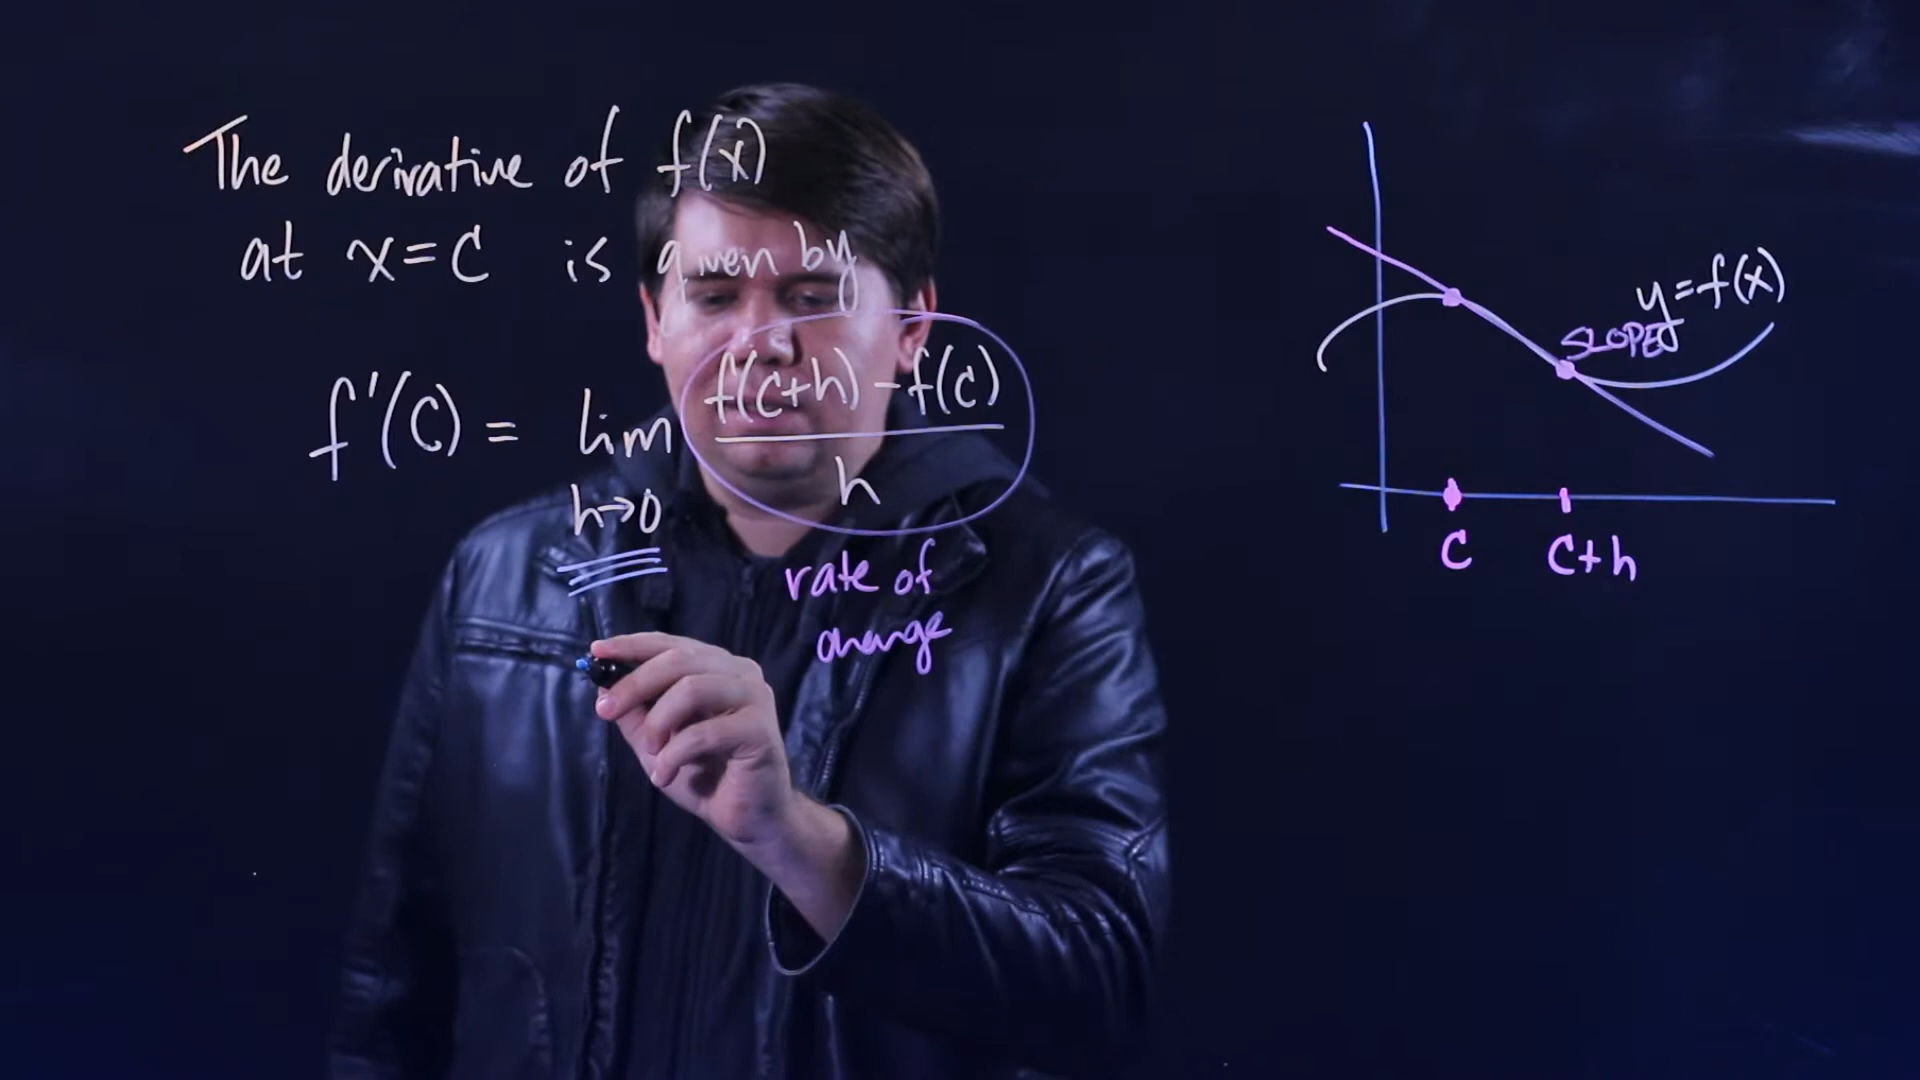 The derivative of f(x)
at x=c is given by
f'(c) = lim f(c+h) - f(c)
h
h→0
rate of
change
y=f(x)
SLOPE
c c+h